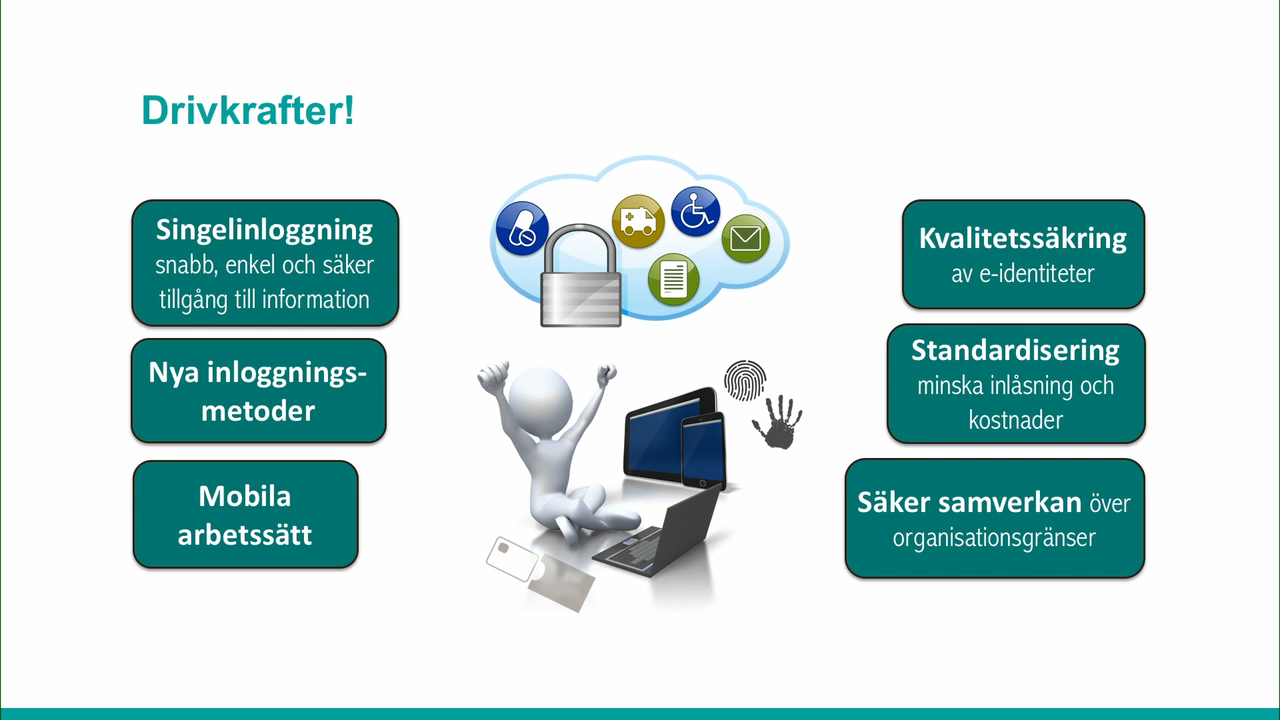 Drivkrafter!
Singelinloggning
snabb, enkel och säker
tillgång till information
Nya inloggnings-
metoder
Mobila
arbetssätt
Kvalitetssäkring
av e-identiteter
Standardisering
minska inlåsning och
kostnader
Säker samverkan över
organisationsgränser